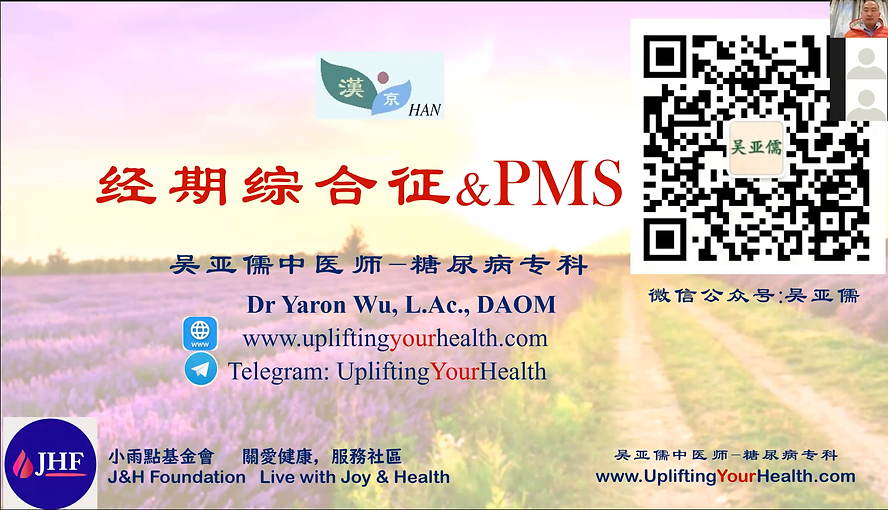 漢
京
HAN
经期综合征&PMS
吴亚儒
吴亚儒中医师-糖尿病专科
微信公众号:吴亚儒
Dr Yaron Wu, L.Ac., DAOM
www
www.upliftingyourhealth.com
Telegram: UpliftingYourHealth
JHF
小雨點基金會 關愛健康，服務社區
J&H Foundation Live with Joy & Health
吴亚儒中医师-糖尿病专科
www.UpliftingYourHealth.com